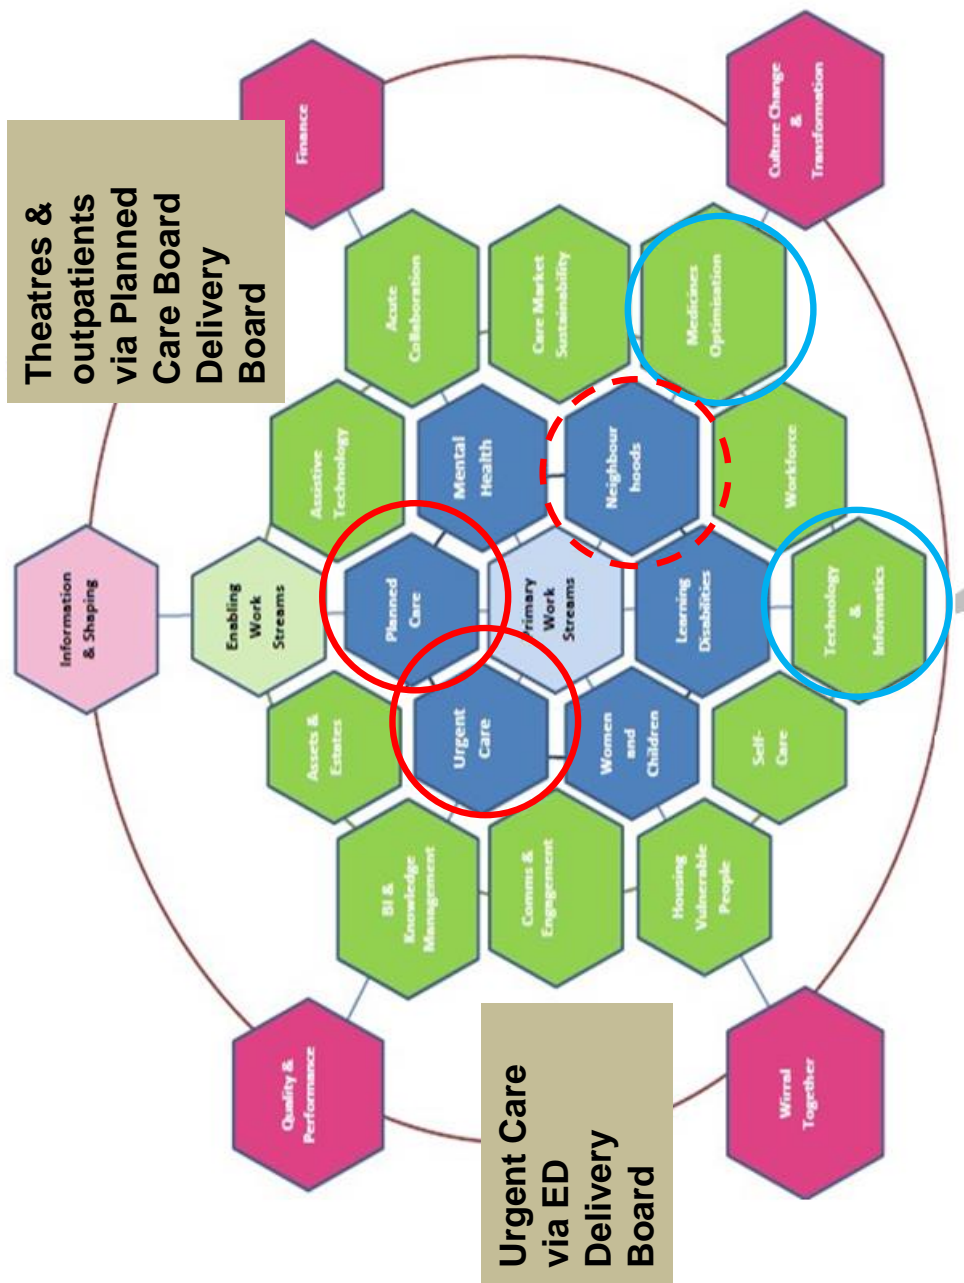 Information
& Shaping
Theatres &
outpatients
via Planned
Care Board
Delivery
Board
Enabling
Work
Streams
Quality &
Performance
Finance
Assets &
Estates
Assistive
Technology
BI &
Knowledge
Management
Planned
Care
Acute
Collaboration
Urgent
Care
Mental
Health
Comms &
Engagement
Primary
Work
Streams
Care Market
Sustainability
Urgent Care
via ED
Delivery
Board
Women
and
Children
Neighbour
hoods
Housing
Vulnerable
People
Learning
Disabilities
Medicines
Optimisation
Self-
Care
Workforce
Wirral
Together
Technology
&
Informatics
Culture Change
&
Transformation